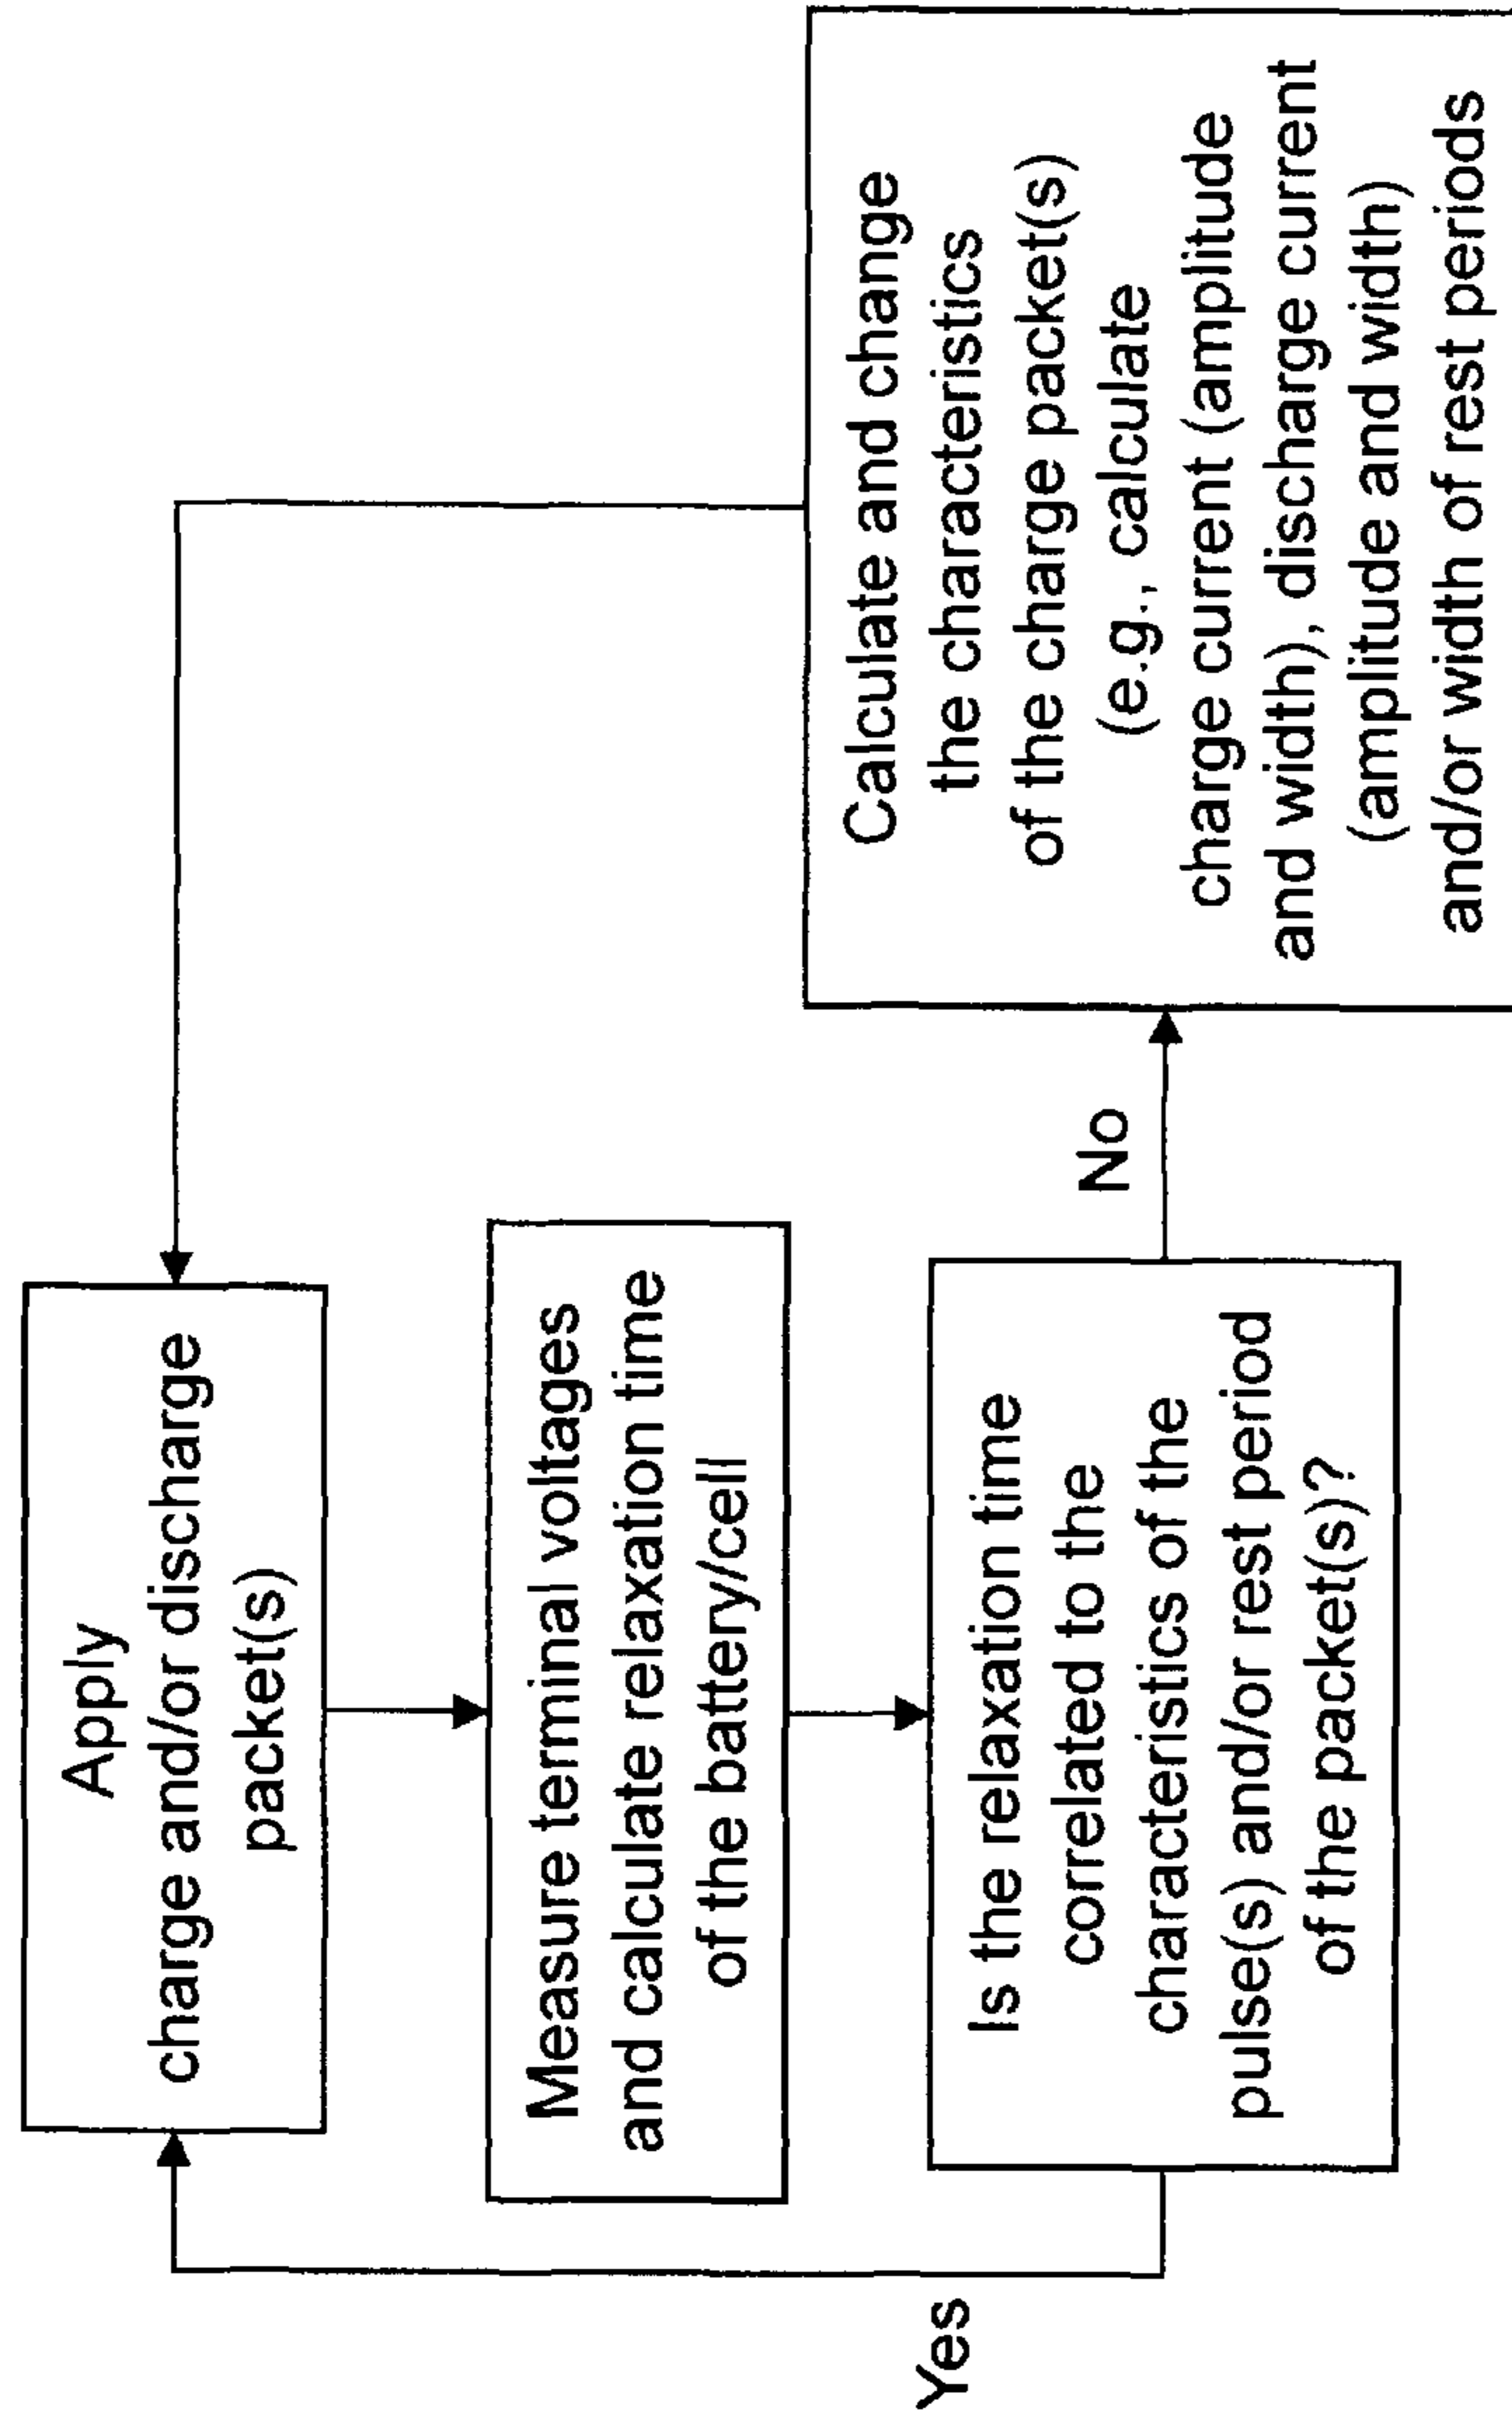 Apply
charge and/or discharge
packet(s)
Measure terminal voltages
and calculate relaxation time
of the battery/cell
Is the relaxation time
correlated to the
characteristics of the
pulse(s) and/or rest period
of the packet(s)?
Yes
No
Calculate and change
the characteristics
of the charge packet(s)
(e.g., calculate
charge current (amplitude
and width), discharge current
(amplitude and width)
and/or width of rest periods